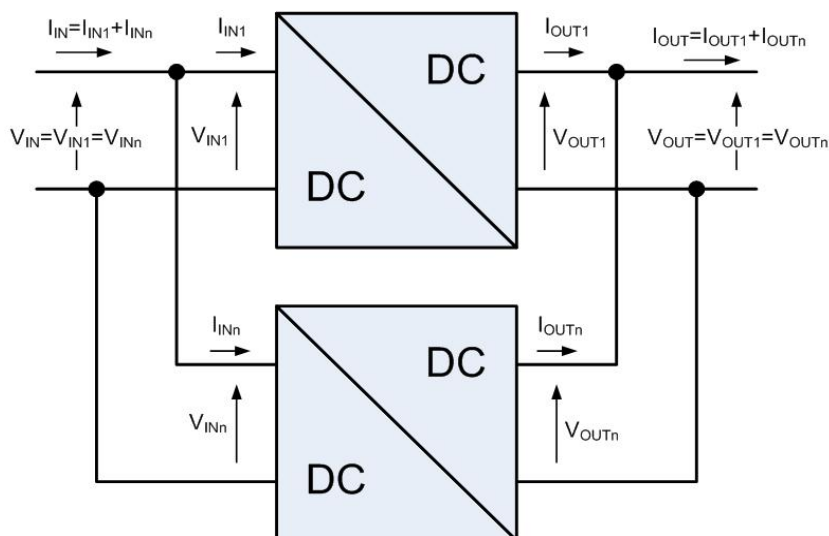 I_IN=I_IN1+I_INn
I_IN1
I_OUT1
I_OUT=I_OUT1+I_OUTn
DC
V_IN=V_IN1=V_INn
V_IN1
V_OUT1
V_OUT=V_OUT1=V_OUTn
DC
I_INn
I_OUTn
DC
V_INn
V_OUTn
DC